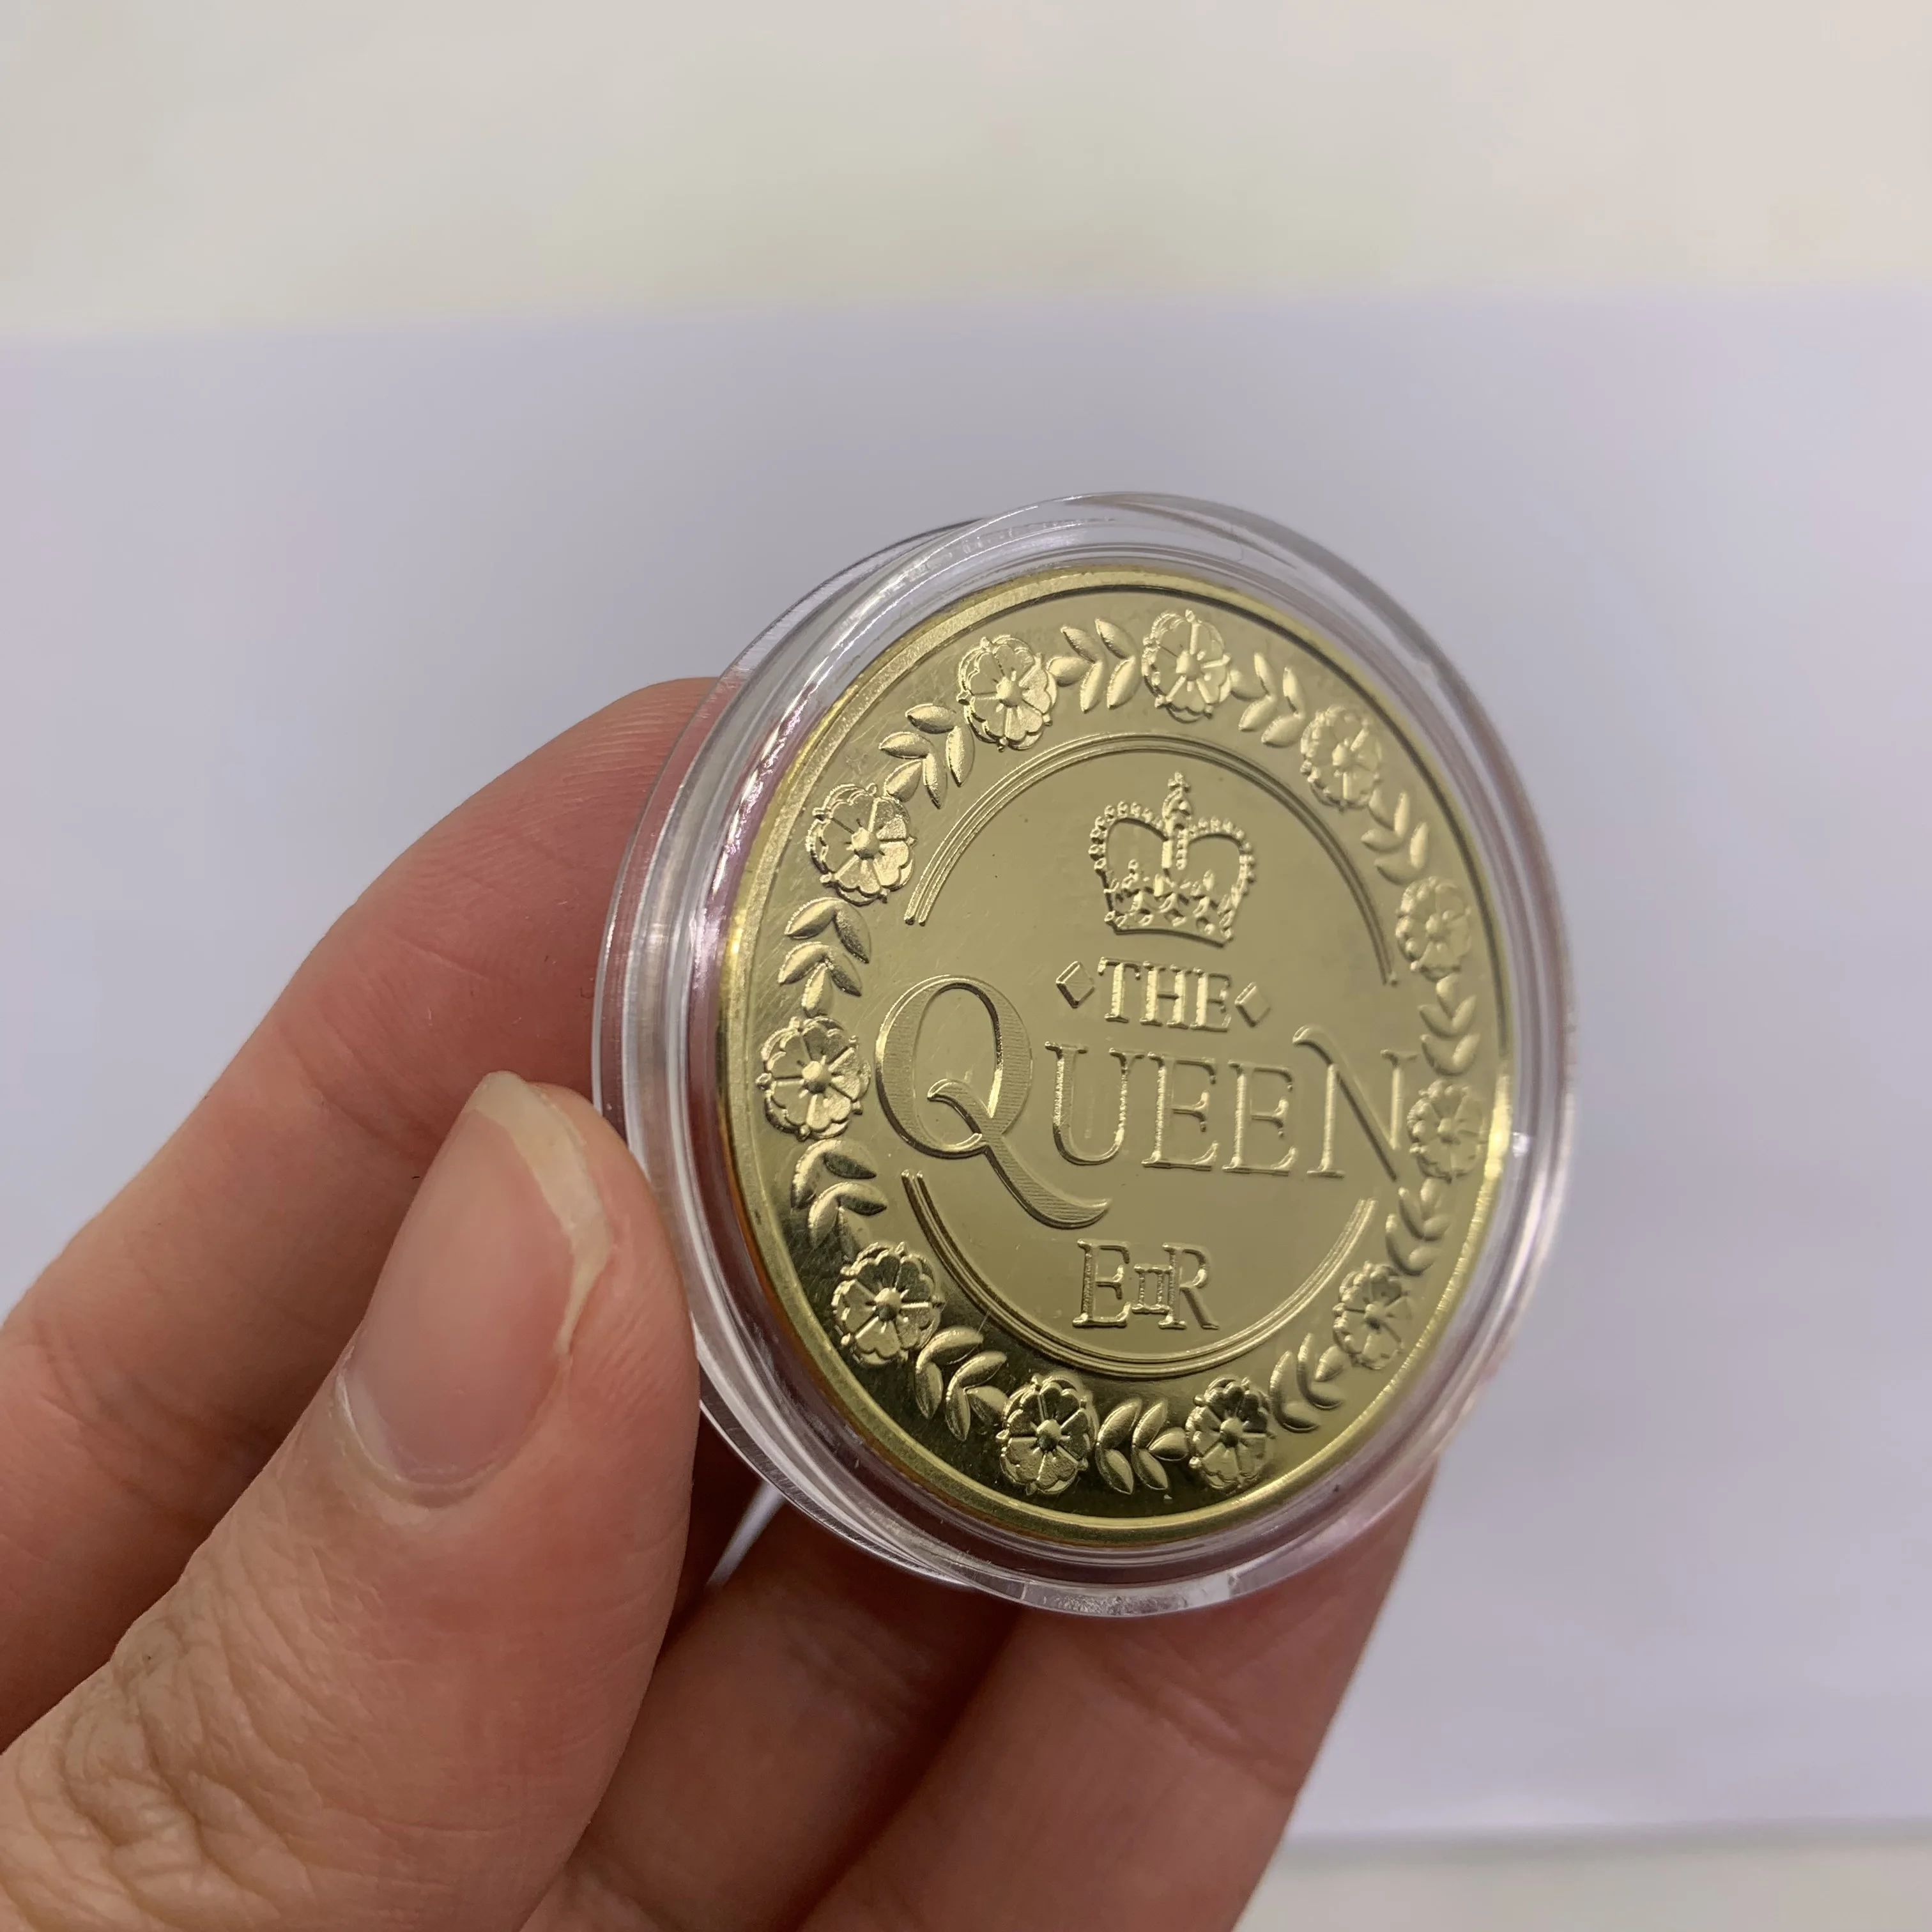 THE
QUEEN
EIIR